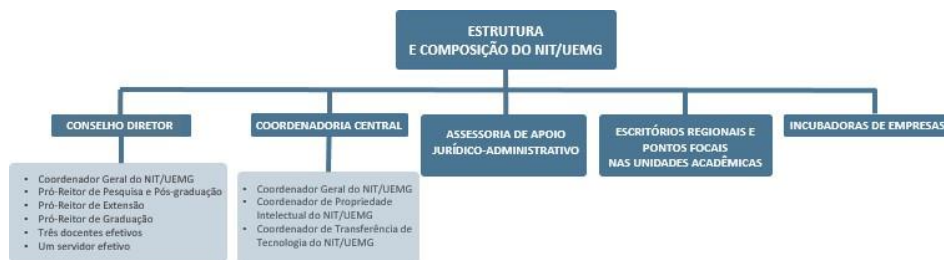 ESTRUTURA
E COMPOSIÇÃO DO NIT/UEMG
CONSELHO DIRETOR
• Coordenador Geral do NIT/UEMG
• Pró-Reitor de Pesquisa e Pós-graduação
• Pró-Reitor de Extensão
• Pró-Reitor de Graduação
• Três docentes efetivos
• Um servidor efetivo
COORDENADORIA CENTRAL
• Coordenador Geral do NIT/UEMG
• Coordenador de Propriedade
Intelectual do NIT/UEMG
• Coordenador de Transferência de
Tecnologia do NIT/UEMG
ASSESSORIA DE APOIO
JURÍDICO-ADMINISTRATIVO
ESCRITÓRIOS REGIONAIS E
PONTOS FOCAIS
NAS UNIDADES ACADÊMICAS
INCUBADORAS DE EMPRESAS